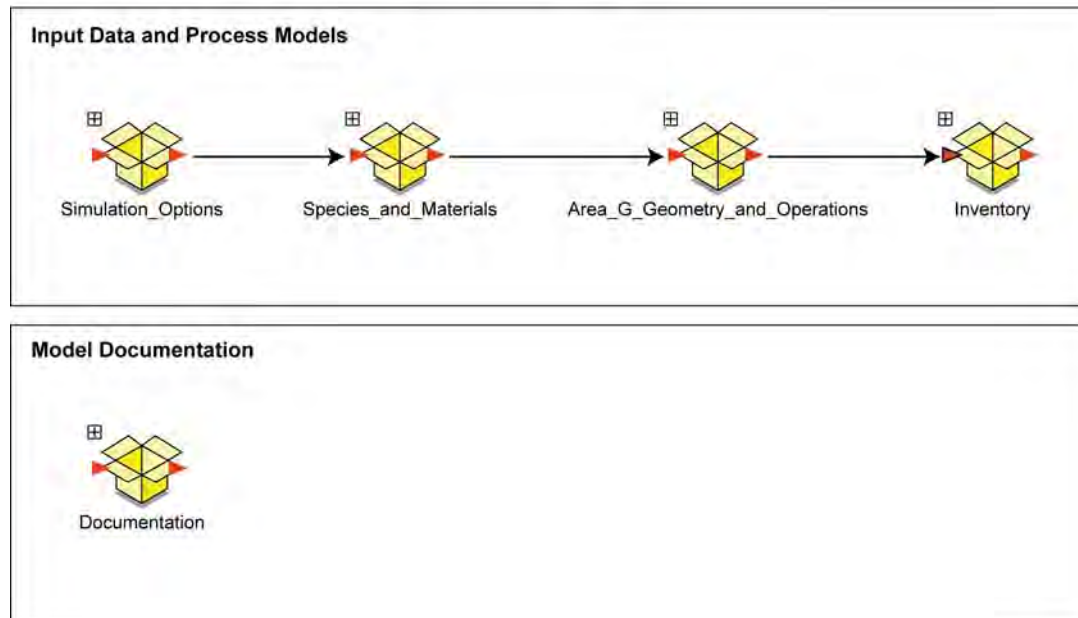 Input Data and Process Models
Simulation_Options
Species_and_Materials
Area_G_Geometry_and_Operations
Inventory
Model Documentation
Documentation